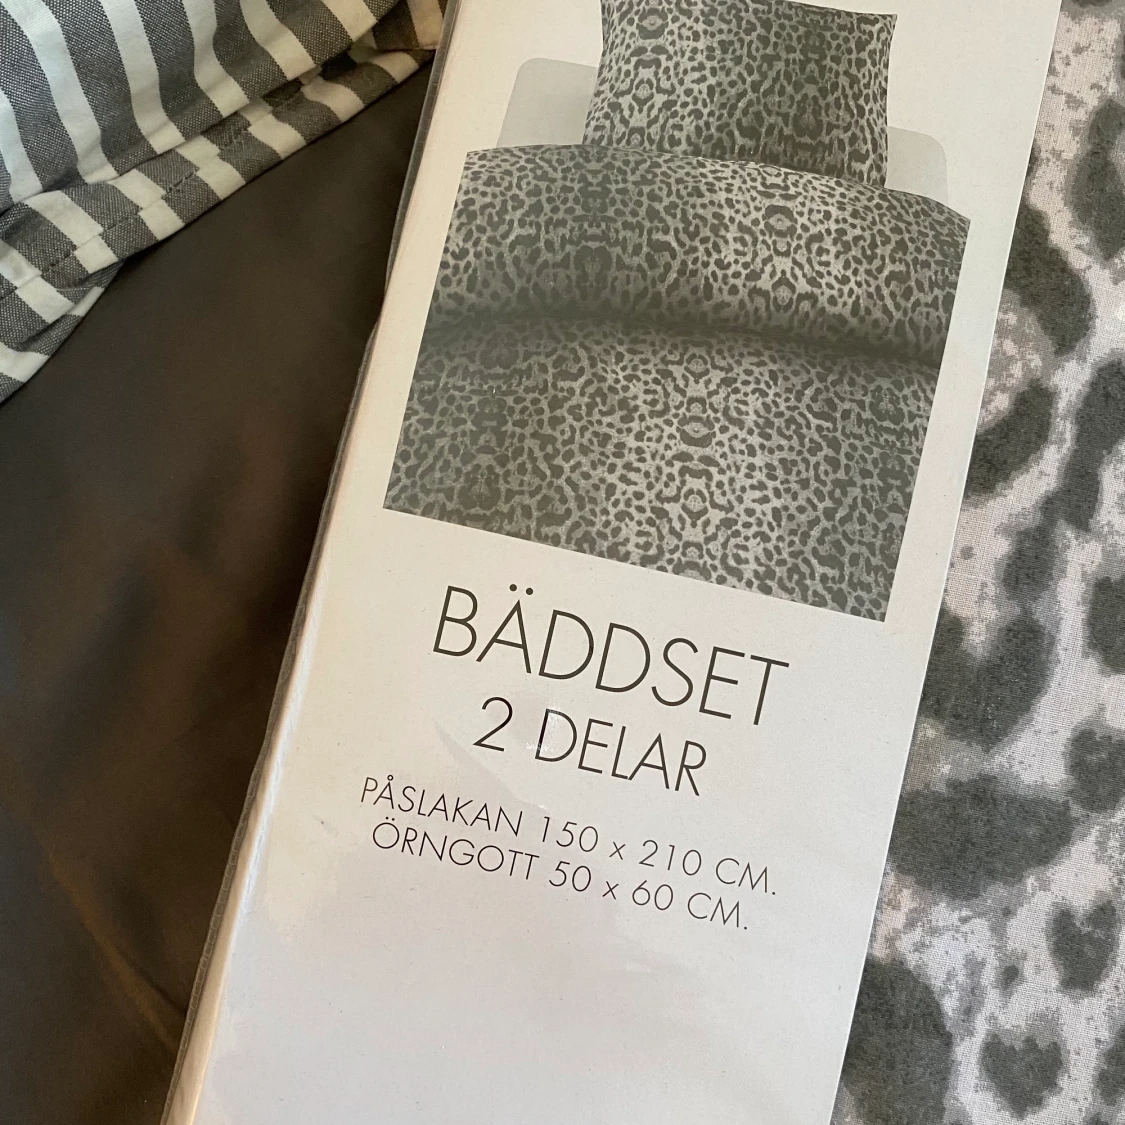 BÄDDSET
2 DELAR
PÅSLAKAN 150 x 210 CM.
ÖRNGOTT 50 x 60 CM.